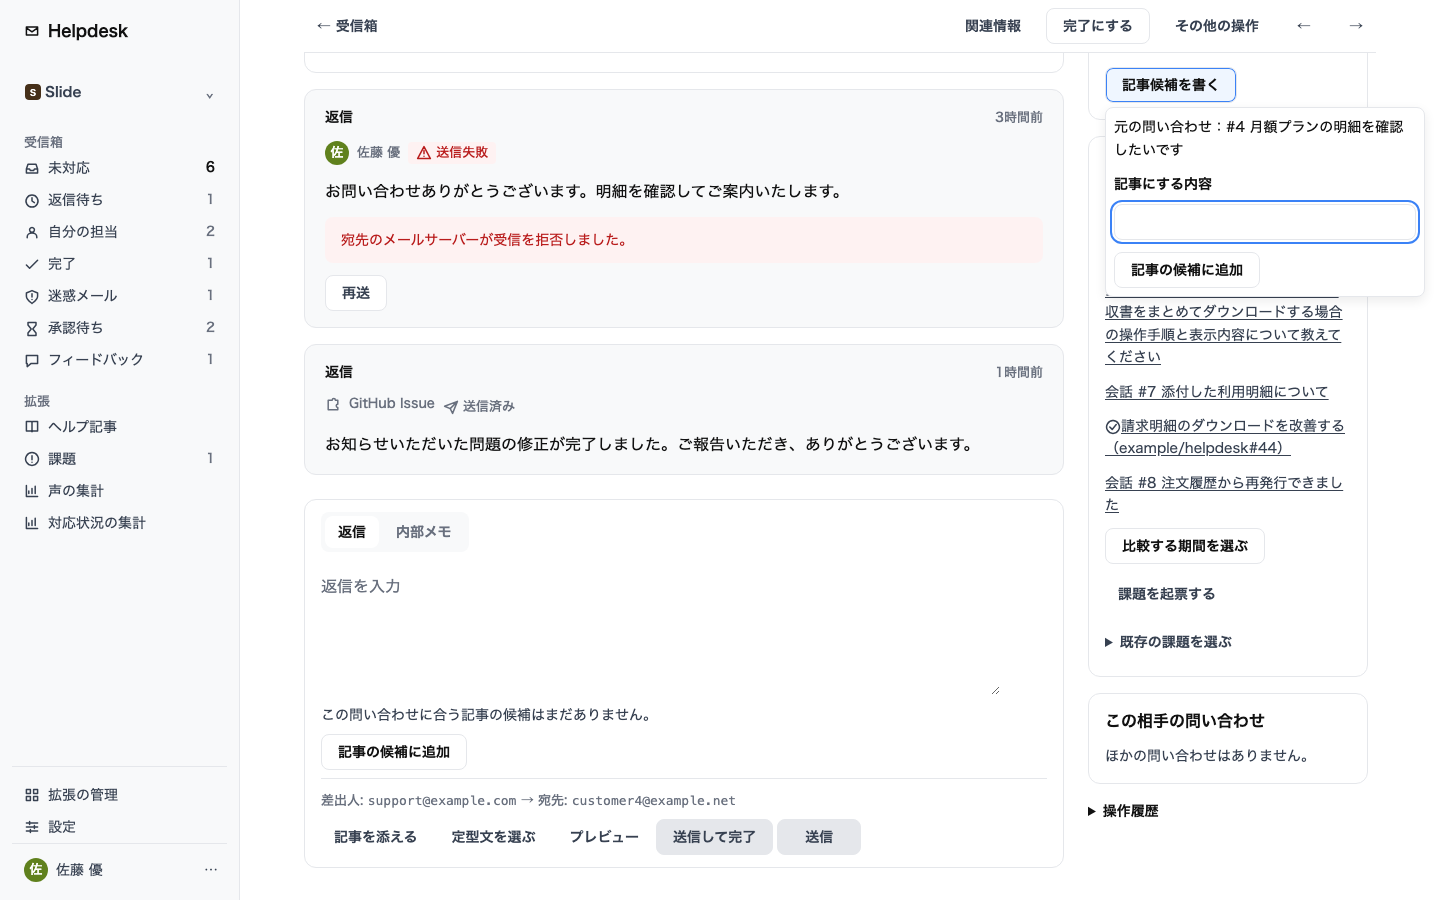 Helpdesk
S Slide
受信箱
未対応 6
返信待ち 1
自分の担当 2
完了 1
迷惑メール 1
承認待ち 2
フィードバック 1
拡張
ヘルプ記事
課題 1
声の集計
対応状況の集計
拡張の管理
設定
佐 佐藤 優 …
← 受信箱
関連情報 完了にする その他の操作 ← →
返信 3時間前
佐 佐藤 優 送信失敗
お問い合わせありがとうございます。明細を確認してご案内いたします。
宛先のメールサーバーが受信を拒否しました。
再送
返信 1時間前
GitHub Issue 送信済み
お知らせいただいた問題の修正が完了しました。ご報告いただき、ありがとうございます。
返信 内部メモ
返信を入力
この問い合わせに合う記事の候補はまだありません。
記事の候補に追加
差出人: support@example.com → 宛先: customer4@example.net
記事を添える 定型文を選ぶ プレビュー 送信して完了 送信
記事候補を書く
元の問い合わせ：#4 月額プランの明細を確認
したいです
記事にする内容
記事の候補に追加
収書をまとめてダウンロードする場合
の操作手順と表示内容について教えて
ください
会話 #7 添付した利用明細について
請求明細のダウンロードを改善する
（example/helpdesk#44）
会話 #8 注文履歴から再発行できまし
た
比較する期間を選ぶ
課題を起票する
▶ 既存の課題を選ぶ
この相手の問い合わせ
ほかの問い合わせはありません。
▶ 操作履歴